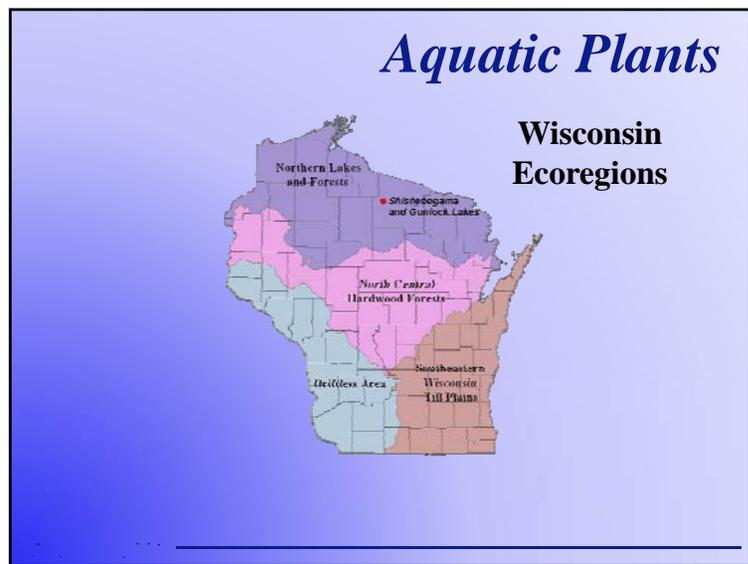 Aquatic Plants
Wisconsin
Ecoregions
Northern Lakes
and Forests
Shishebogama
and Gunlock Lakes
North Central
Hardwood Forests
Southeastern
Wisconsin
Till Plains
Driftless Area